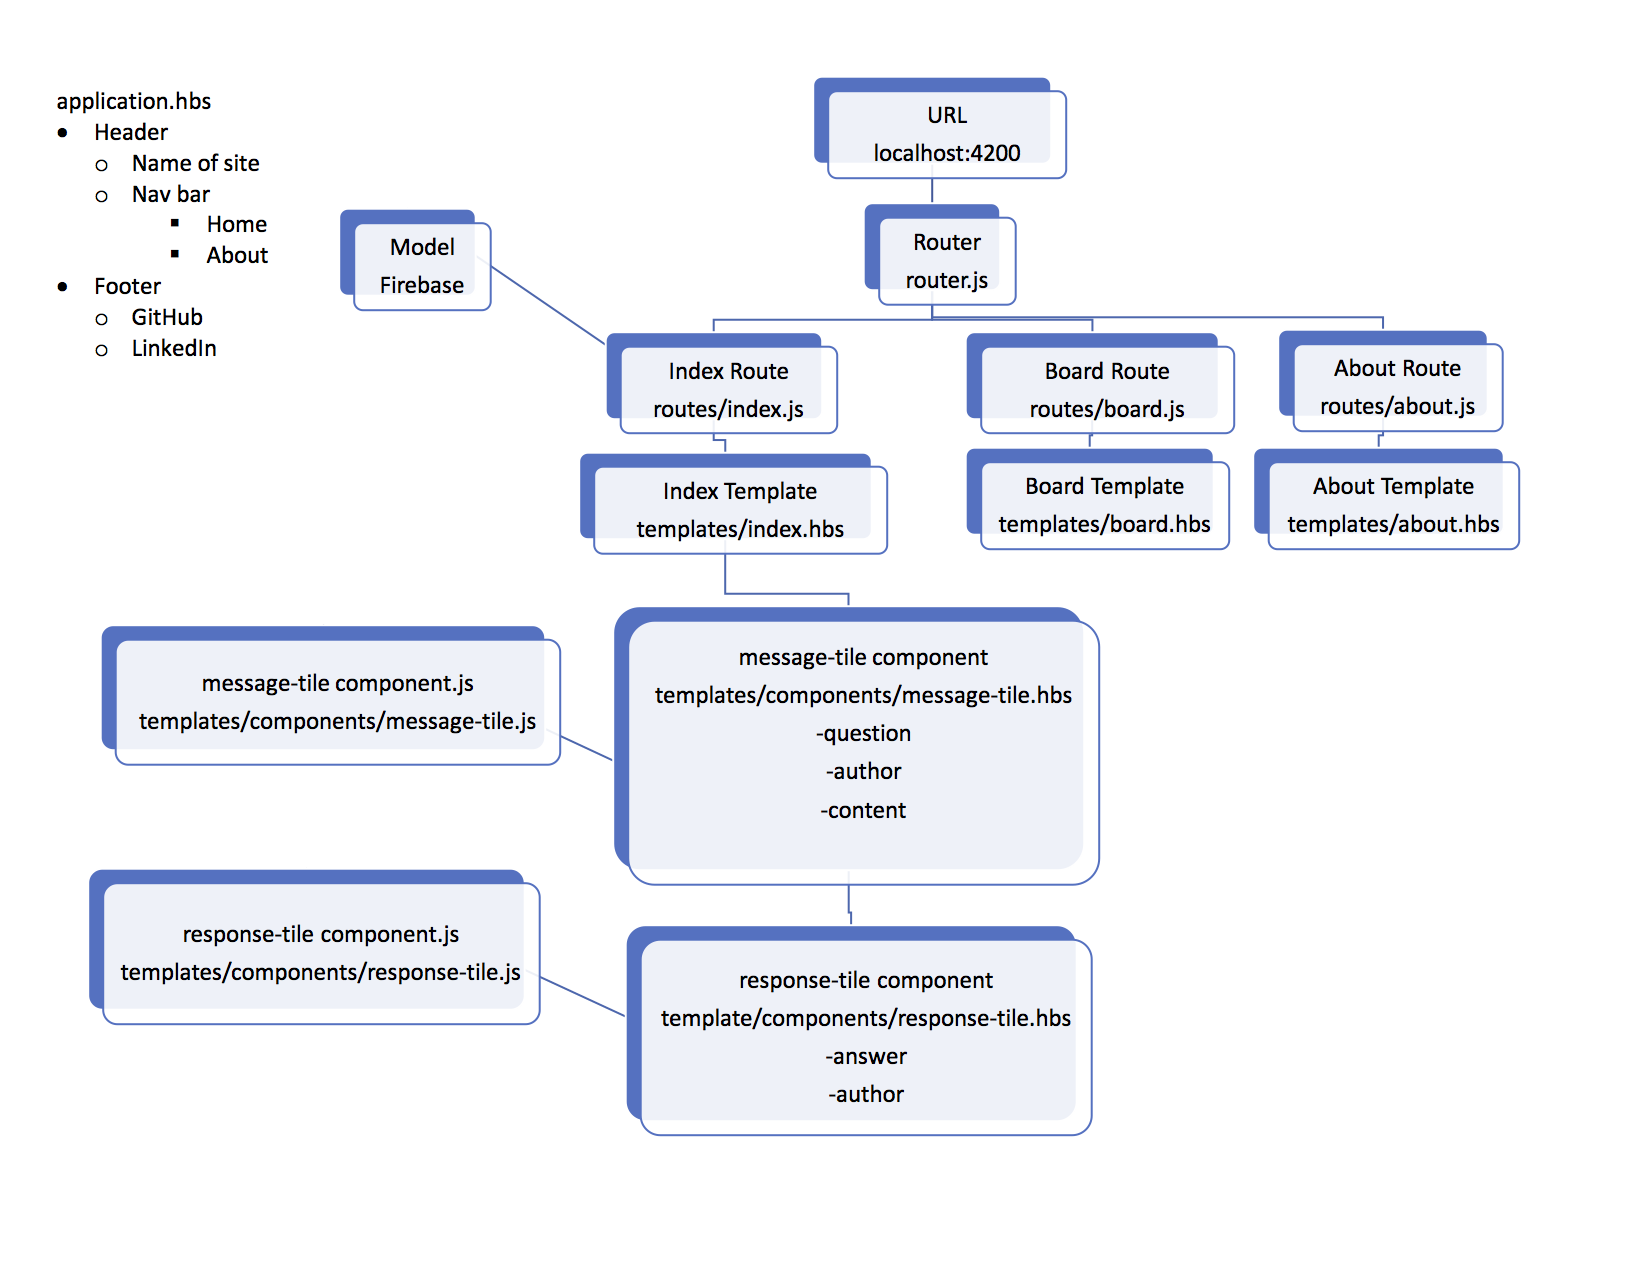 application.hbs
Header
Name of site
Nav bar
Home
About
Footer
GitHub
LinkedIn
URL
localhost:4200
Router
router.js
Model
Firebase
Index Route
routes/index.js
Board Route
routes/board.js
About Route
routes/about.js
Index Template
templates/index.hbs
Board Template
templates/board.hbs
About Template
templates/about.hbs
message-tile component.js
templates/components/message-tile.js
message-tile component
templates/components/message-tile.hbs
-question
-author
-content
response-tile component.js
templates/components/response-tile.js
response-tile component
template/components/response-tile.hbs
-answer
-author